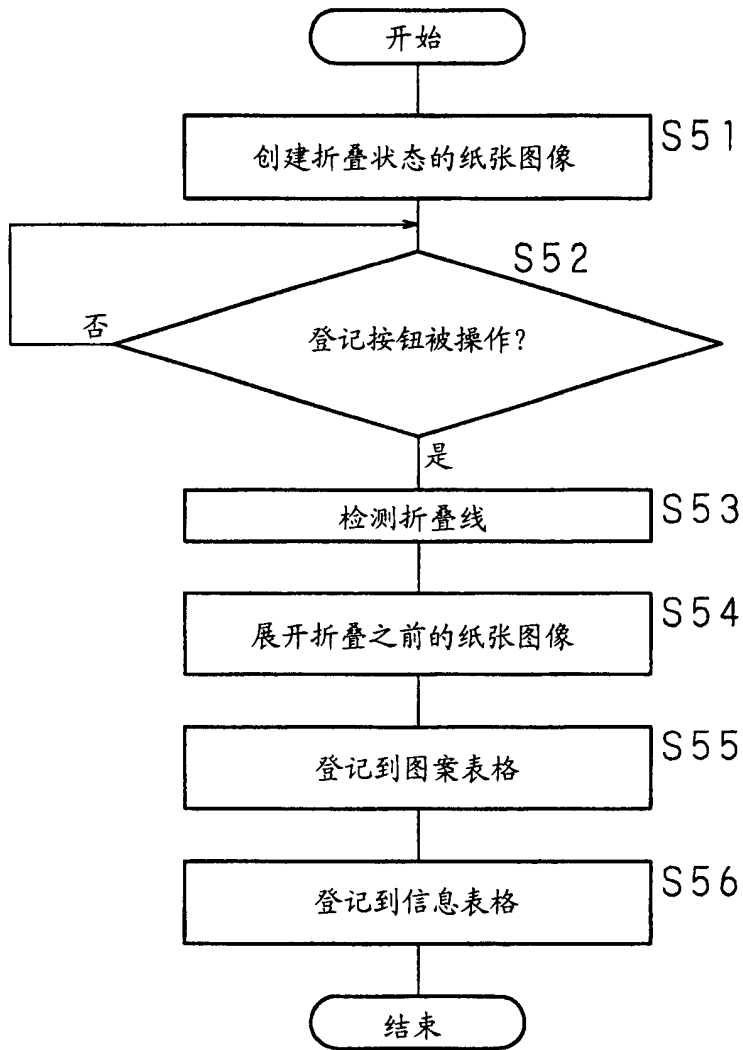 开始
创建折叠状态的纸张图像
S51
S52
登记按钮被操作?
否
是
检测折叠线
S53
展开折叠之前的纸张图像
S54
登记到图案表格
S55
登记到信息表格
S56
结束